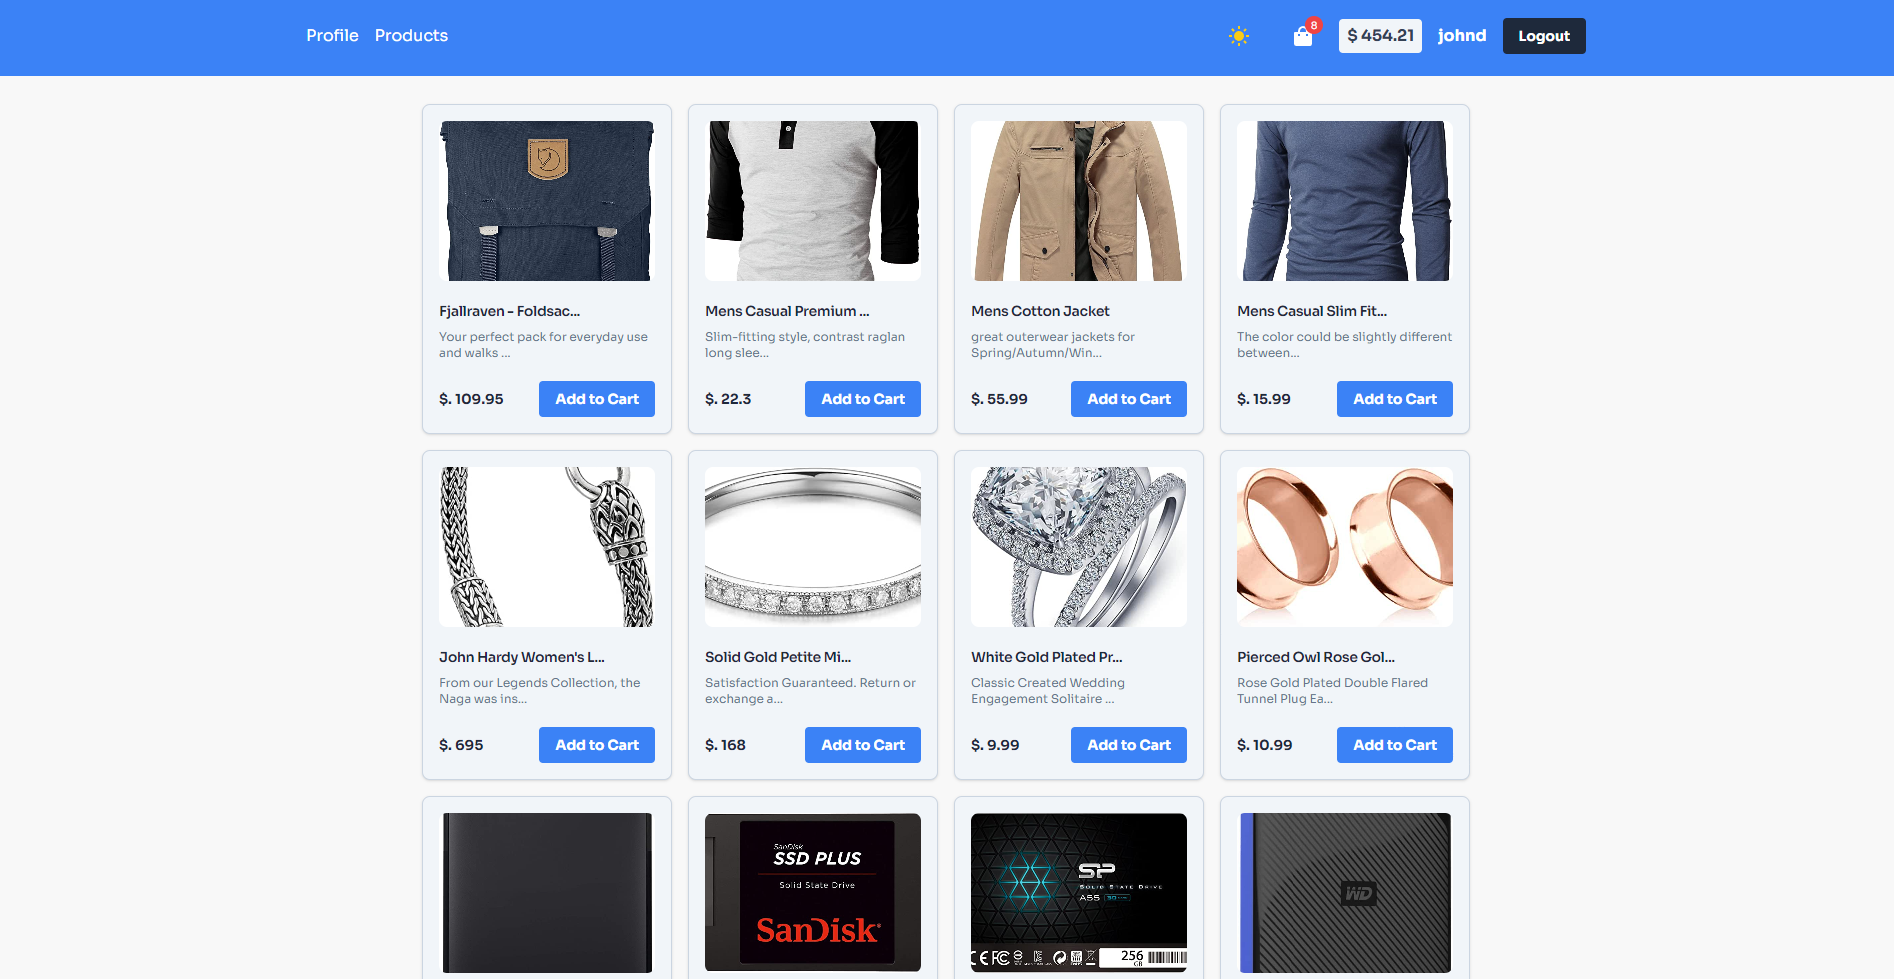 Profile
Products
8
$ 454.21
johnd
Logout
Fjallraven - Foldsac...
Your perfect pack for everyday use
and walks ...
$. 109.95
Add to Cart
Mens Casual Premium ...
Slim-fitting style, contrast raglan
long slee...
$. 22.3
Add to Cart
Mens Cotton Jacket
great outerwear jackets for
Spring/Autumn/Win...
$. 55.99
Add to Cart
Mens Casual Slim Fit...
The color could be slightly different
between...
$. 15.99
Add to Cart
John Hardy Women's L...
From our Legends Collection, the
Naga was ins...
$. 695
Add to Cart
Solid Gold Petite Mi...
Satisfaction Guaranteed. Return or
exchange a...
$. 168
Add to Cart
White Gold Plated Pr...
Classic Created Wedding
Engagement Solitaire ...
$. 9.99
Add to Cart
Pierced Owl Rose Gol...
Rose Gold Plated Double Flared
Tunnel Plug Ea...
$. 10.99
Add to Cart
SanDisk
SSD PLUS
Solid State Drive
SanDisk
SP
SOLID STATE DRIVE
A55
256
GB
WD